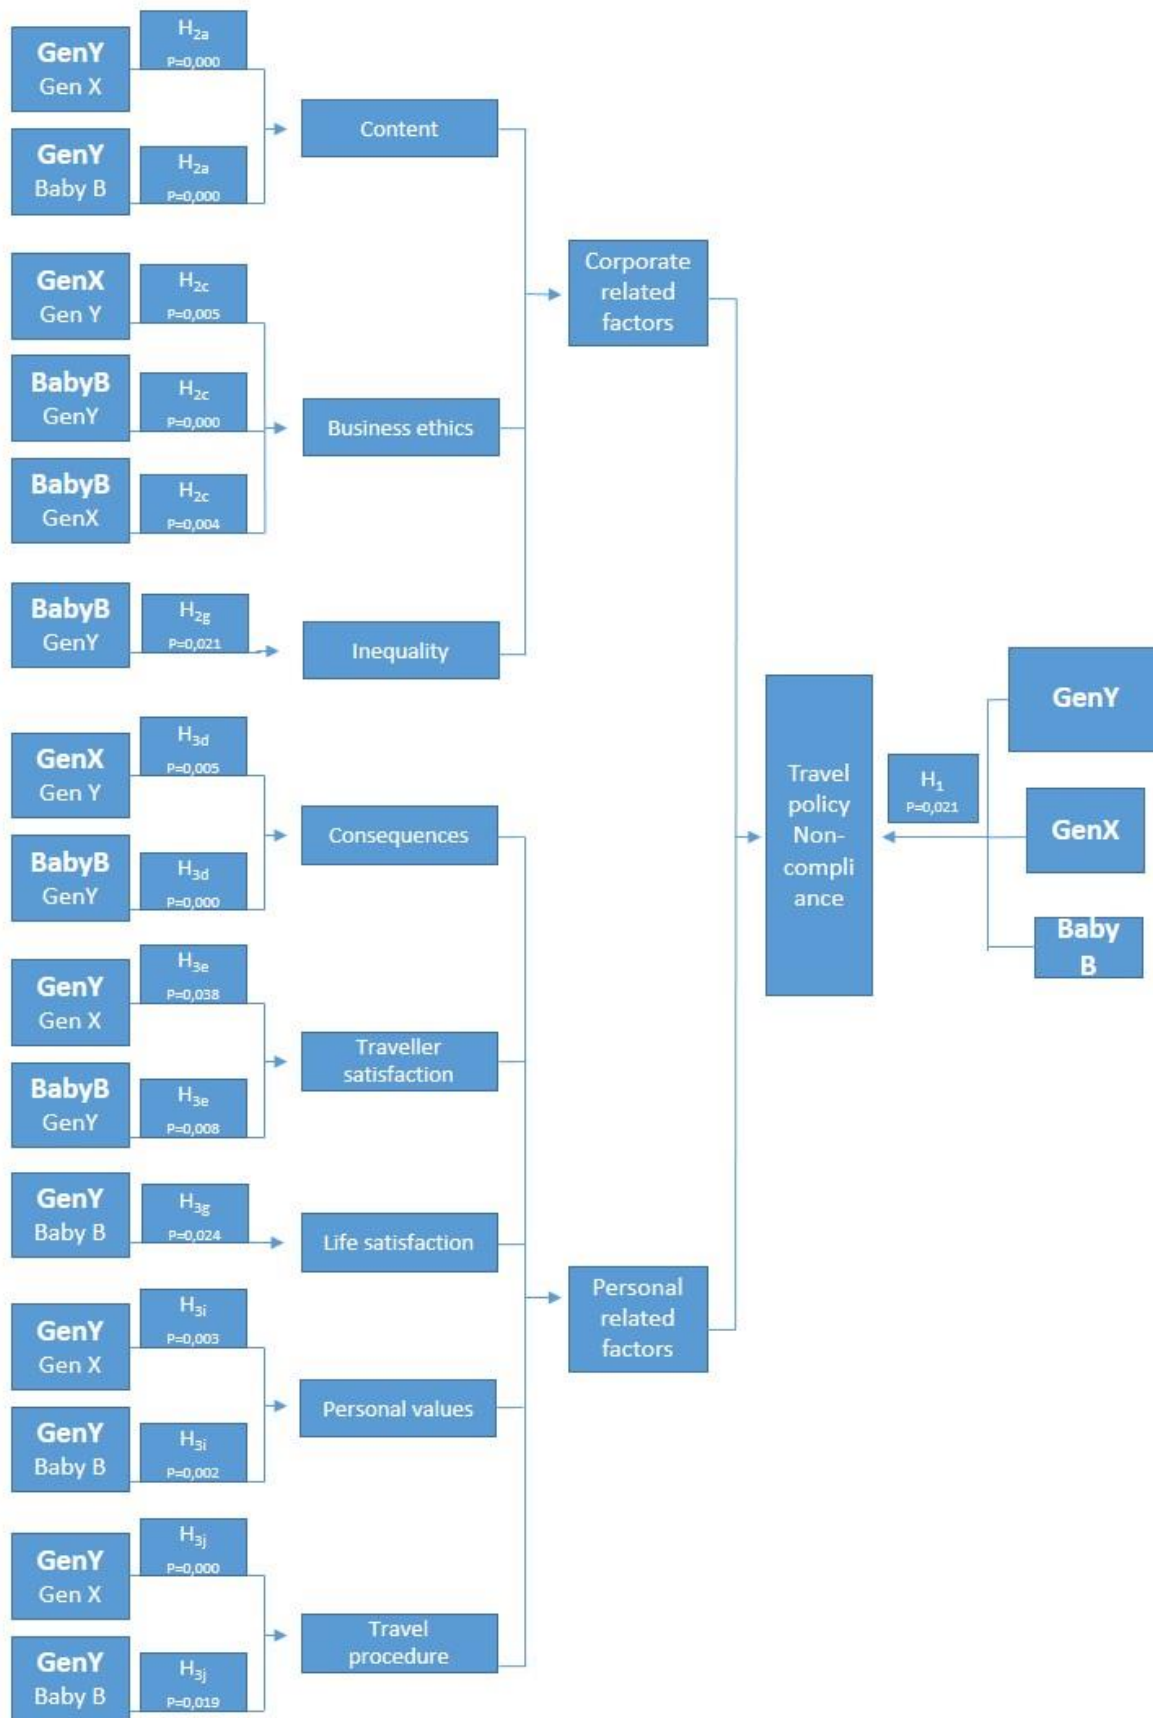 GenY
Gen X
H2a
P=0,000
Content
GenY
Baby B
H2a
P=0,000
GenX
Gen Y
H2c
P=0,005
BabyB
GenY
H2c
P=0,000
Business ethics
BabyB
GenX
H2c
P=0,004
Corporate
related
factors
BabyB
GenY
H2g
P=0,021
Inequality
GenX
Gen Y
H3d
P=0,005
Consequences
BabyB
GenY
H3d
P=0,000
GenY
Gen X
H3e
P=0,038
Traveller
satisfaction
BabyB
GenY
H3e
P=0,008
GenY
Baby B
H3g
P=0,024
Life satisfaction
GenY
Gen X
H3i
P=0,003
Personal values
GenY
Baby B
H3i
P=0,002
GenY
Gen X
H3j
P=0,000
Travel
procedure
GenY
Baby B
H3j
P=0,019
Personal
related
factors
Travel
policy
Non-
compli
ance
H1
P=0,021
GenY
GenX
Baby
B